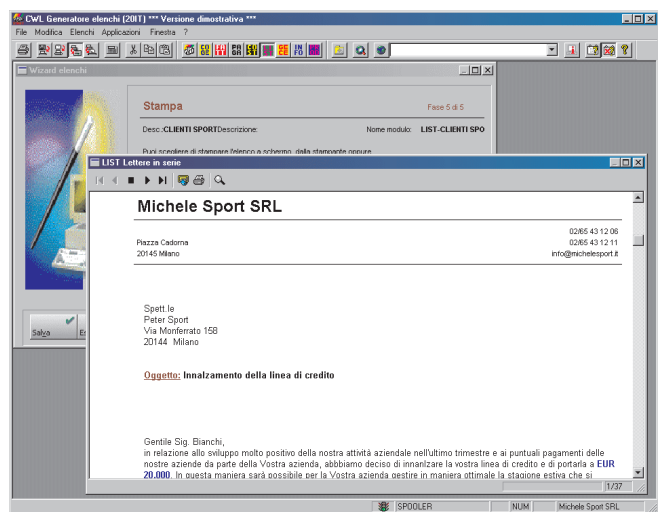 CWL Generatore elenchi (20IT) *** Versione dimostrativa ***
File Modifica Elenchi Applicazioni Finestra ?
Wizard elenchi
Stampa
Fase 5 di 5
Desc.:CLIENTI SPORTDescrizione: Nome modulo: LIST-CLIENTI SPO
Puoi scegliere di stampare l'elenco a schermo, dalla stampante oppure
LIST Lettere in serie
Michele Sport SRL
02/65 43 12 06
Piazza Cadorna 02/65 43 12 11
20145 Milano info@michelesport.it
Spett.le
Peter Sport
Via Monferrato 158
20144 Milano
Salva Es
Oggetto: Innalzamento della linea di credito
Gentile Sig. Bianchi,
in relazione allo sviluppo molto positivo della nostra attività aziendale nell'ultimo trimestre e ai puntuali pagamenti delle
nostre aziende da parte della Vostra azienda, abbbiamo deciso di innanlzare la vostra linea di credito e di portarla a EUR
20.000. In questa maniera sarà possibile per la Vostra azienda gestire in maniera ottimale la stagione estiva che si
1/37
SPOOLER NUM Michele Sport SRL